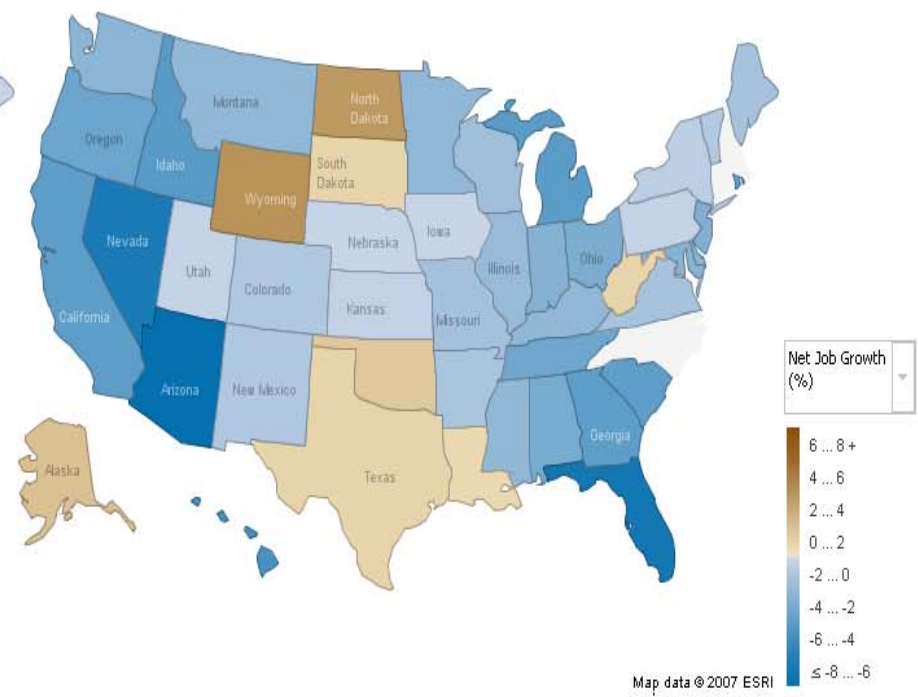 Montana
North
Dakota
Oregon
Idaho
South
Dakota
Wyoming
Iowa
Nebraska
Nevada
Utah
Colorado
Illinois
Ohio
Kansas
California
Missouri
Arizona
New Mexico
Georgia
Alaska
Texas
Net Job Growth
(%)
6 ... 8 +
4 ... 6
2 ... 4
0 ... 2
-2 ... 0
-4 ... -2
-6 ... -4
≤ -8 ... -6
Map data © 2007 ESRI